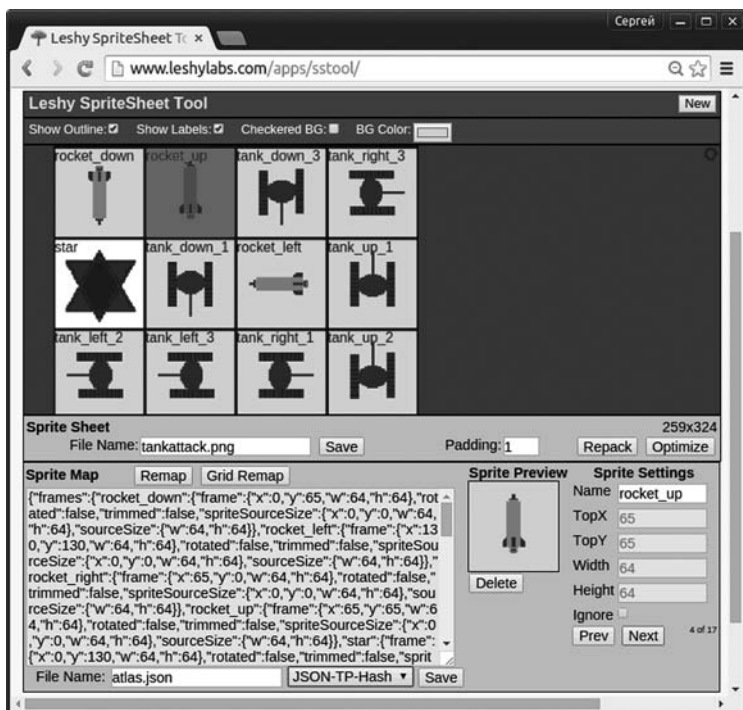 Сергей
Leshy SpriteSheet To
www.leshylabs.com/apps/sstool/
Leshy SpriteSheet Tool New
Show Outline: Show Labels: Checkered BG: BG Color:
rocket_down rocket_up tank_down_3 tank_right_3
star tank_down_1 rocket_left tank_up_1
tank_left_2 tank_left_3 tank_right_1 tank_up_2
Sprite Sheet 259x324
File Name: tankattack.png Save Padding: 1 Repack Optimize
Sprite Map Remap Grid Remap
{"frames":{"rocket_down":{"frame":{"x":0,"y":65,"w":64,"h":64},"rot
ated":false,"trimmed":false,"spriteSourceSize":{"x":0,"y":0,"w":64,
"h":64},"sourceSize":{"w":64,"h":64}},"rocket_left":{"frame":{"x":13
0,"y":130,"w":64,"h":64},"rotated":false,"trimmed":false,"spriteSou
rceSize":{"x":0,"y":0,"w":64,"h":64},"sourceSize":{"w":64,"h":64}},"
rocket_right":{"frame":{"x":65,"y":0,"w":64,"h":64},"rotated":false,"
trimmed":false,"spriteSourceSize":{"x":0,"y":0,"w":64,"h":64},"sou
rceSize":{"w":64,"h":64}},"rocket_up":{"frame":{"x":65,"y":65,"w":6
4,"h":64},"rotated":false,"trimmed":false,"spriteSourceSize":{"x":0
,"y":0,"w":64,"h":64},"sourceSize":{"w":64,"h":64}},"star":{"frame":
{"x":0,"y":130,"w":64,"h":64},"rotated":false,"trimmed":false,"sprit
File Name: atlas.json JSON-TP-Hash Save
Sprite Preview
Delete
Sprite Settings
Name rocket_up
TopX 65
TopY 65
Width 64
Height 64
Ignore
Prev Next 4 of 17